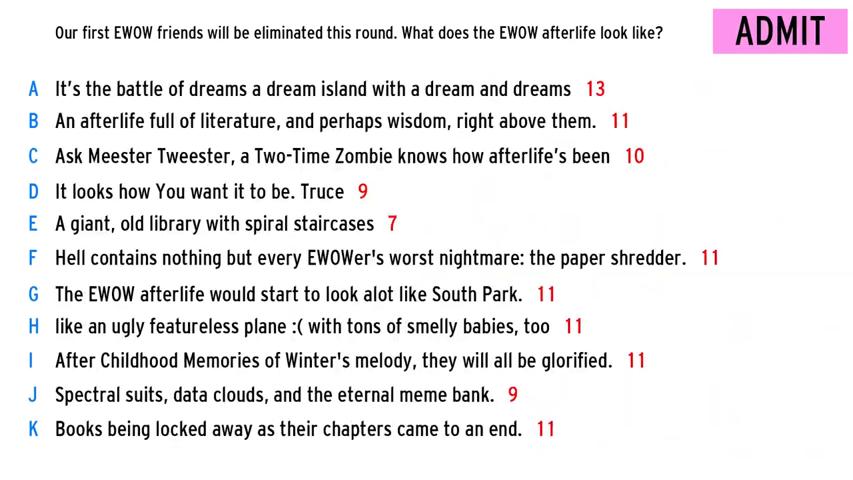 Our first EWOW friends will be eliminated this round. What does the EWOW afterlife look like?
ADMIT
A It's the battle of dreams a dream island with a dream and dreams 13
B An afterlife full of literature, and perhaps wisdom, right above them. 11
C Ask Meester Tweester, a Two-Time Zombie knows how afterlife's been 10
D It looks how You want it to be. Truce 9
E A giant, old library with spiral staircases 7
F Hell contains nothing but every EWOWer's worst nightmare: the paper shredder. 11
G The EWOW afterlife would start to look alot like South Park. 11
H like an ugly featureless plane :( with tons of smelly babies, too 11
I After Childhood Memories of Winter's melody, they will all be glorified. 11
J Spectral suits, data clouds, and the eternal meme bank. 9
K Books being locked away as their chapters came to an end. 11